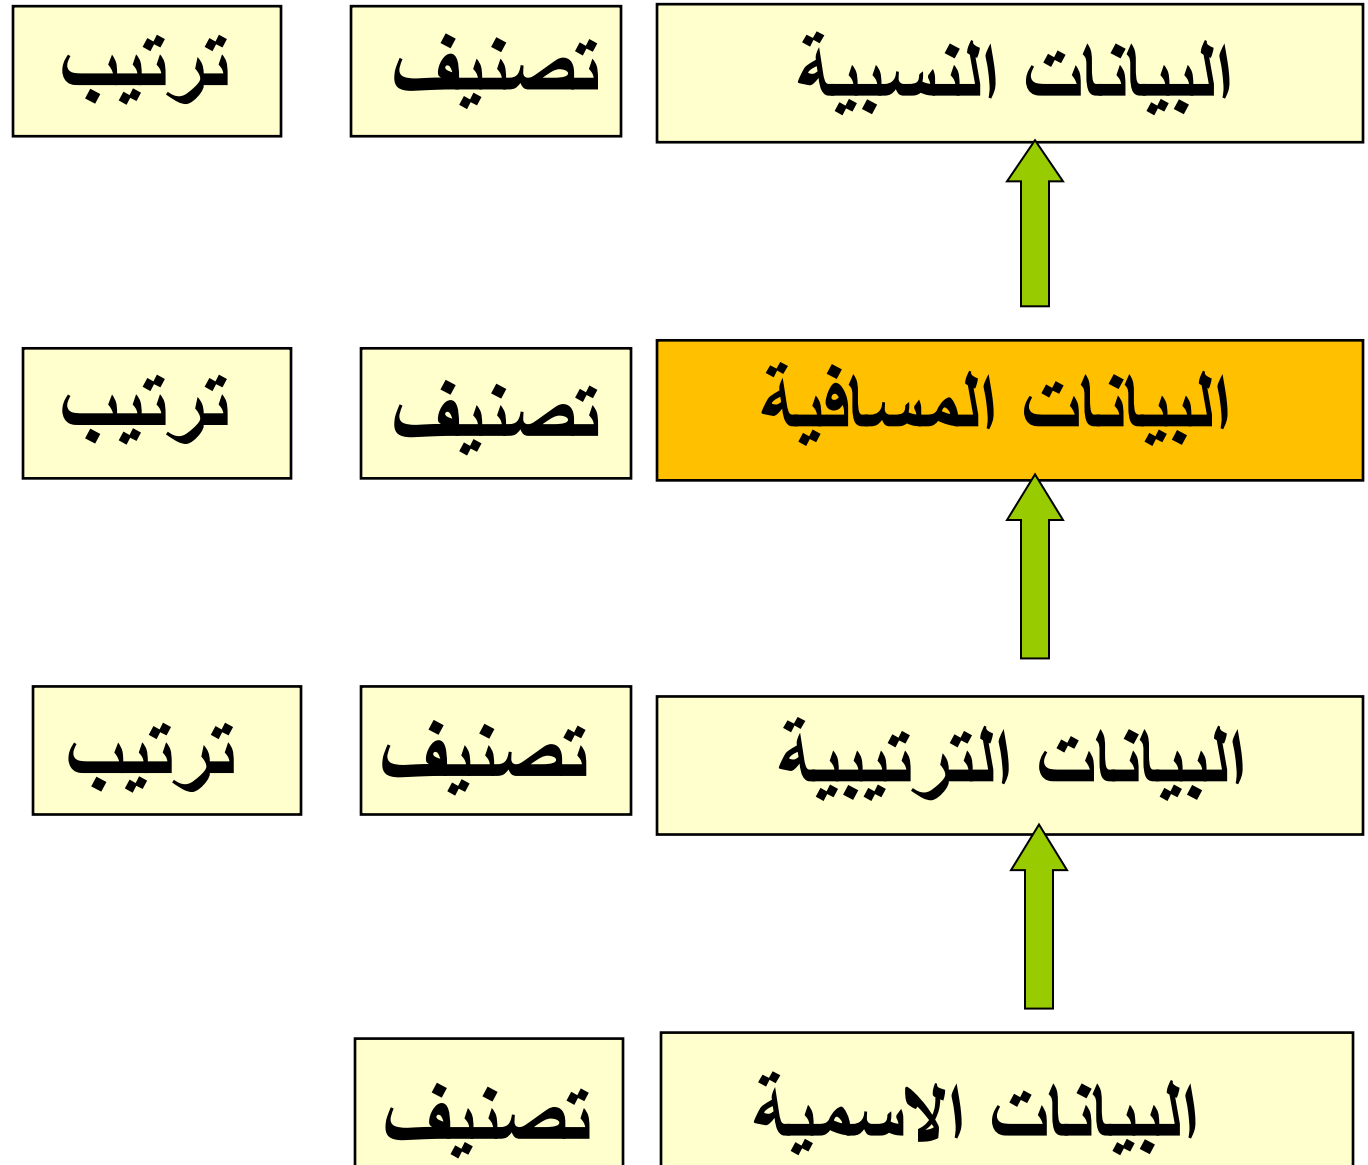 البيانات النسبية تصنيف ترتيب
البيانات المسافية تصنيف ترتيب
البيانات الترتيبية تصنيف ترتيب
البيانات الاسمية تصنيف